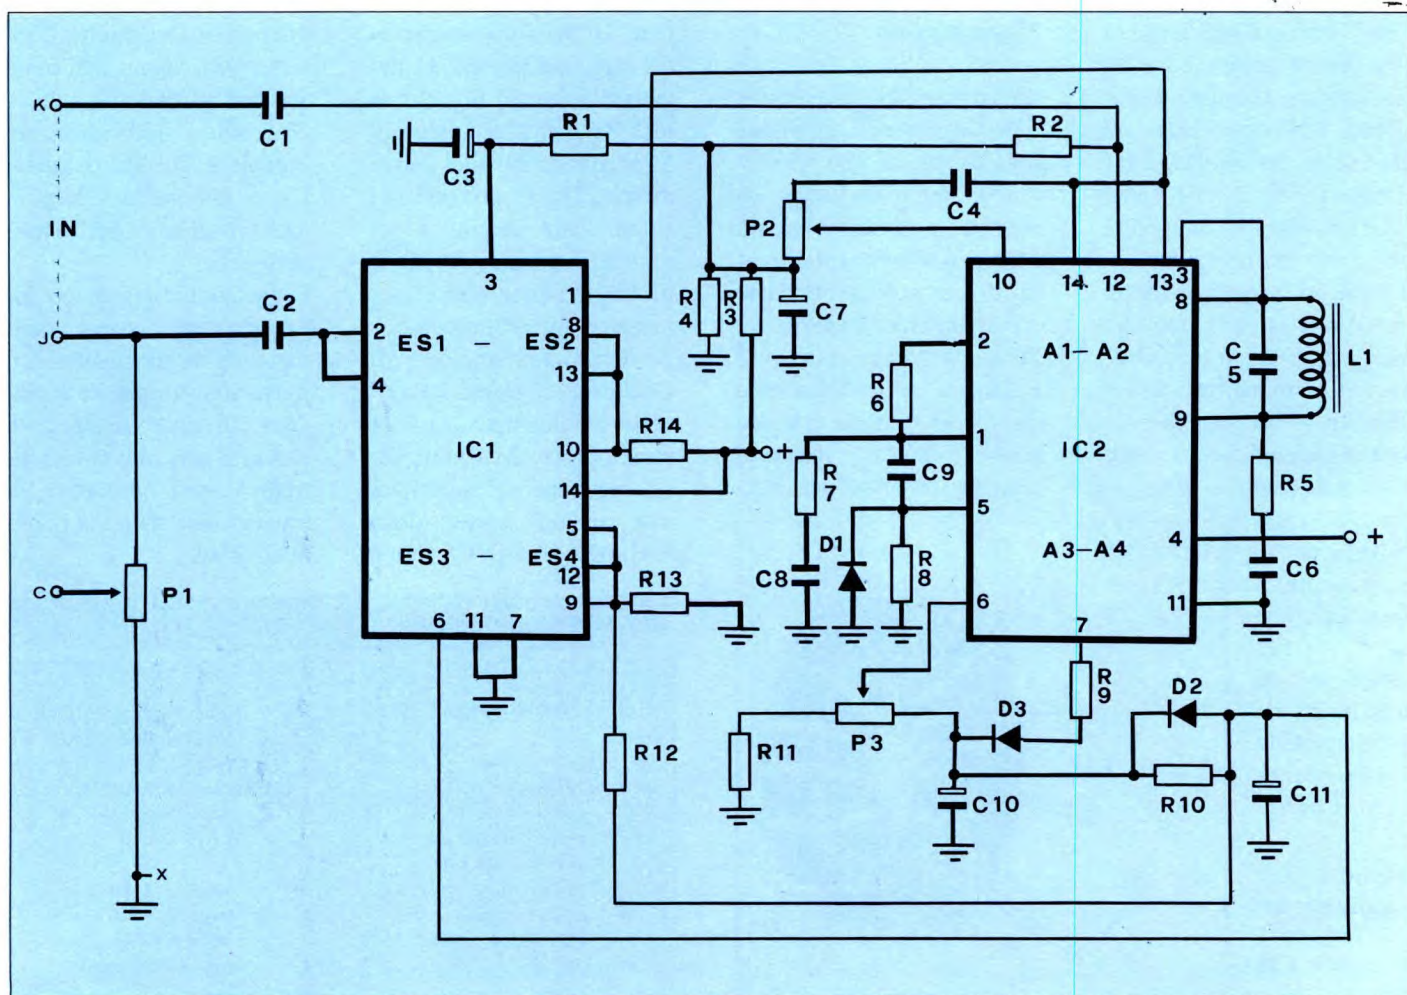 K
C1
R1
R2
C3
C4
IN
P2
10
14
12
13
3
3
1
R4
R3
C7
8
J
C2
2
ES1 – ES2
8
2
A1–A2
C5
L1
4
13
R6
9
R14
+
1
IC1
10
IC2
C9
R7
14
R5
5
5
D1
4
+
ES3 – ES4
A3–A4
R8
C8
C6
12
C
P1
R13
9
6
11
6
11
7
7
R9
D2
D3
R12
R11
P3
C10
R10
C11
X